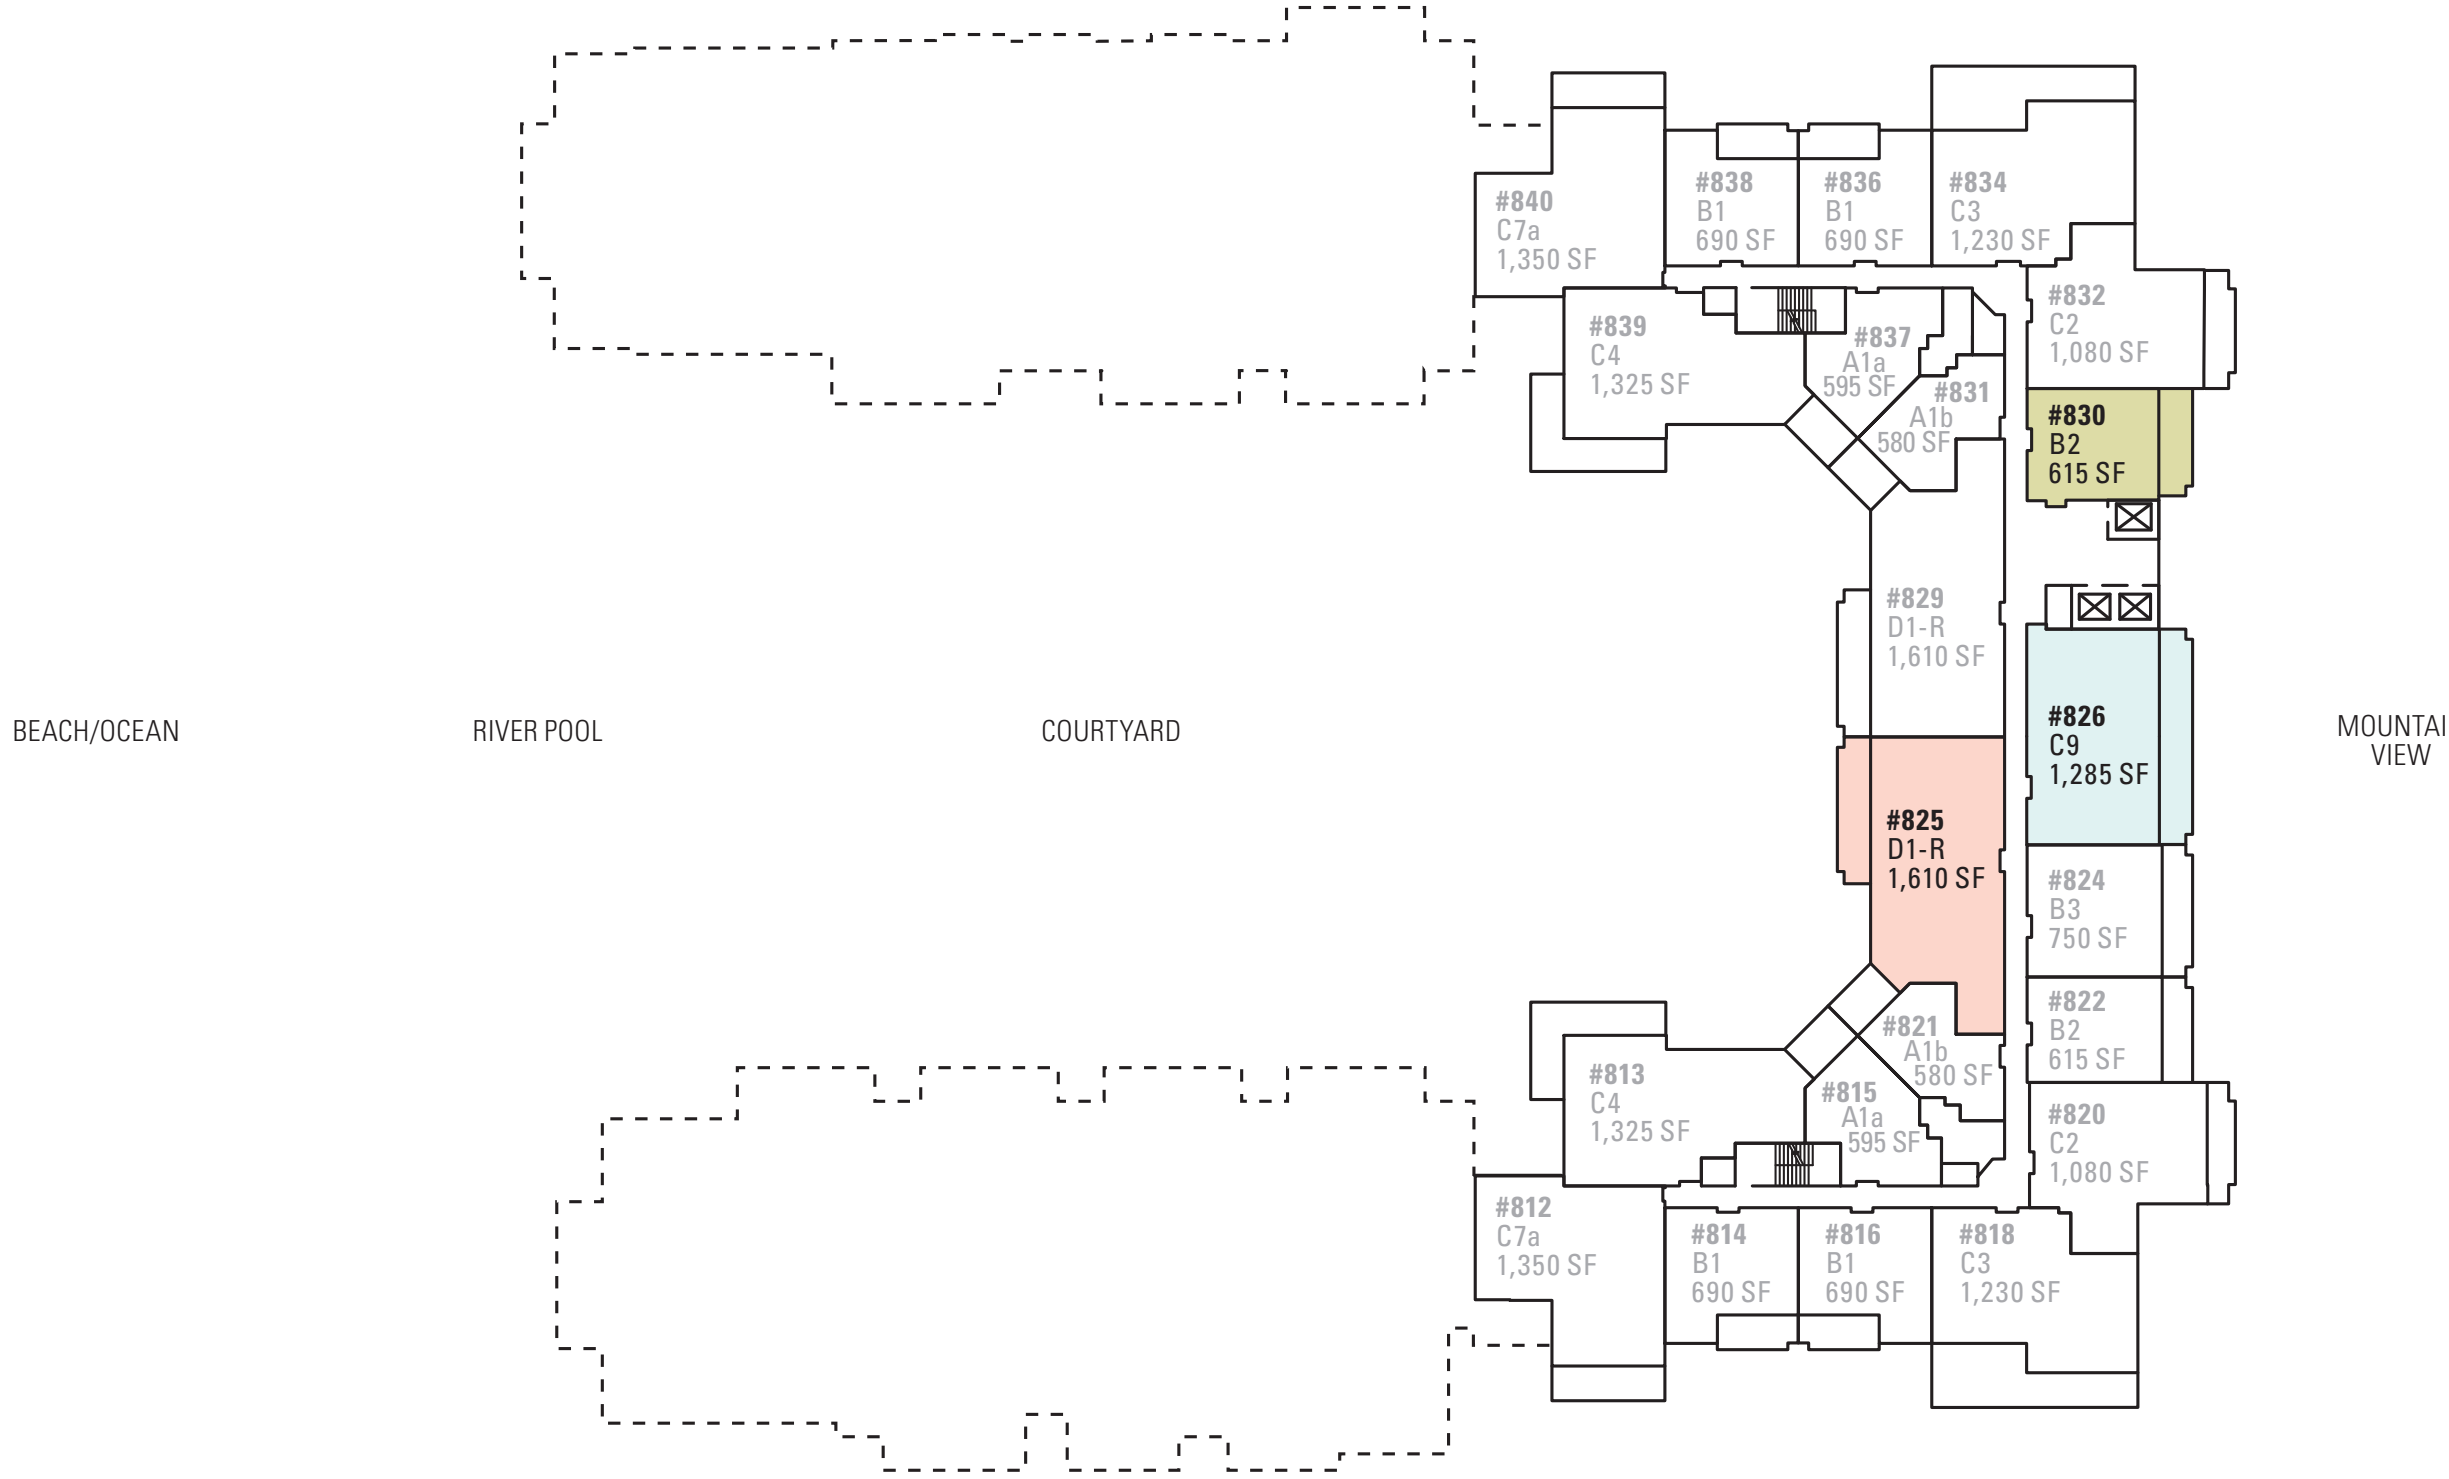 #840
C7a
1,350 SF
#838
B1
690 SF
#836
B1
690 SF
#834
C3
1,230 SF
#832
C2
1,080 SF
#839
C4
1,325 SF
#837
A1a
595 SF
#831
A1b
580 SF
#830
B2
615 SF
#829
D1-R
1,610 SF
BEACH/OCEAN
RIVER POOL
COURTYARD
#826
C9
1,285 SF
MOUNTAI
VIEW
#825
D1-R
1,610 SF
#824
B3
750 SF
#822
B2
615 SF
#821
A1b
580 SF
#813
C4
1,325 SF
#815
A1a
595 SF
#820
C2
1,080 SF
#812
C7a
1,350 SF
#814
B1
690 SF
#816
B1
690 SF
#818
C3
1,230 SF